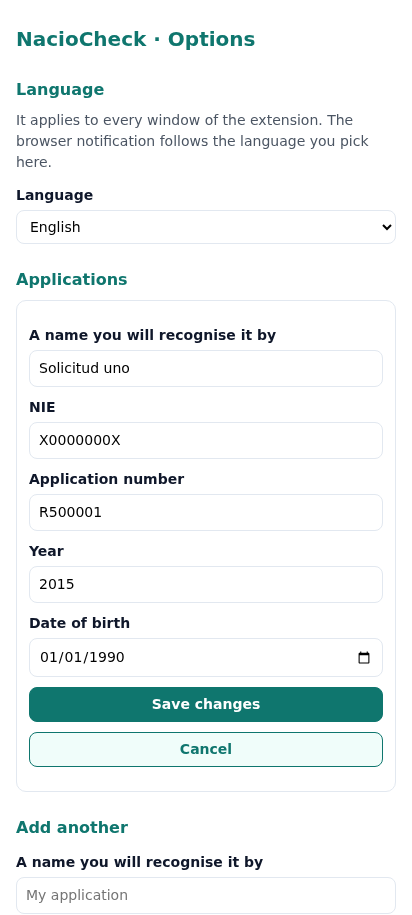 NacioCheck · Options
Language
It applies to every window of the extension. The
browser notification follows the language you pick
here.
Language
English
Applications
A name you will recognise it by
Solicitud uno
NIE
X0000000X
Application number
R500001
Year
2015
Date of birth
01/01/1990
Save changes
Cancel
Add another
A name you will recognise it by
My application